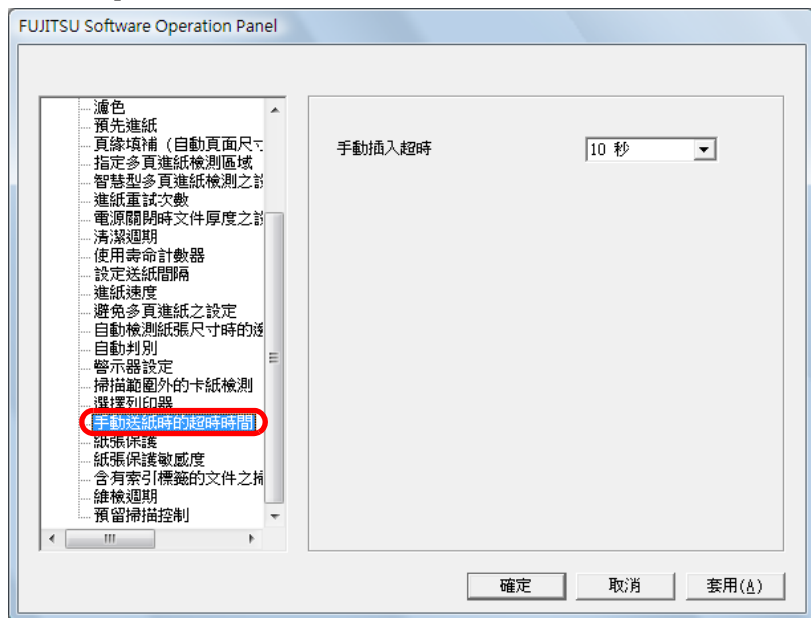 FUJITSU Software Operation Panel
濾色
預先進紙
頁緣填補（自動頁面尺寸
指定多頁進紙檢測區域
智慧型多頁進紙檢測之設
進紙重試次數
電源關閉時文件厚度之設
清潔週期
使用壽命計數器
設定送紙間隔
進紙速度
避免多頁進紙之設定
自動檢測紙張尺寸時的邊
自動判別
警示器設定
掃描範圍外的卡紙檢測
選擇列印器
手動送紙時的超時時間
紙張保護
紙張保護敏感度
含有索引標籤的文件之掃
維檢週期
預留掃描控制
手動插入超時
10 秒
確定
取消
套用(A)